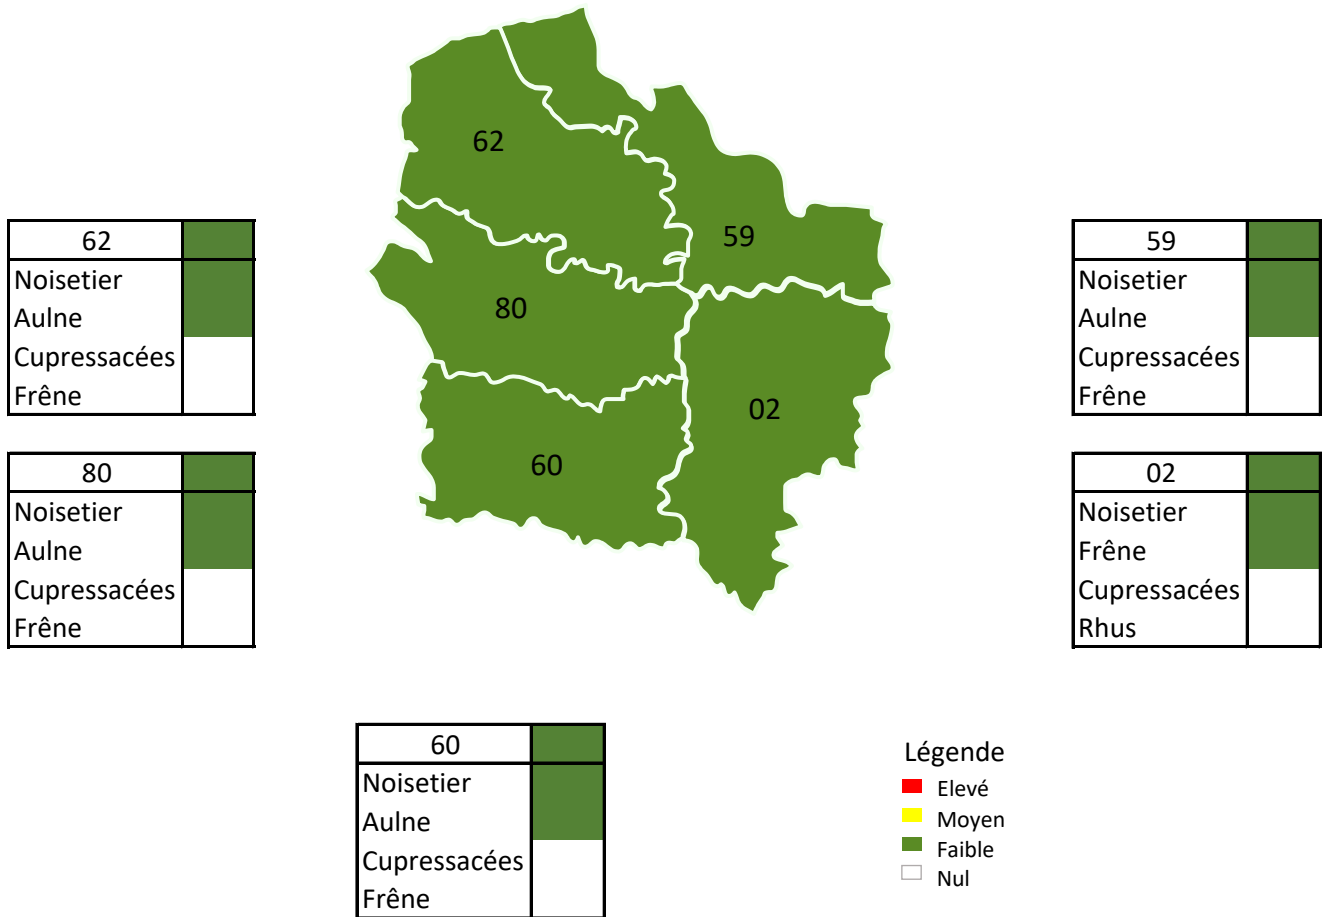 62
59
80
02
60
62
Noisetier
Aulne
Cupressacées
Frêne
59
Noisetier
Aulne
Cupressacées
Frêne
80
Noisetier
Aulne
Cupressacées
Frêne
02
Noisetier
Frêne
Cupressacées
Rhus
60
Noisetier
Aulne
Cupressacées
Frêne
Légende
Elevé
Moyen
Faible
Nul